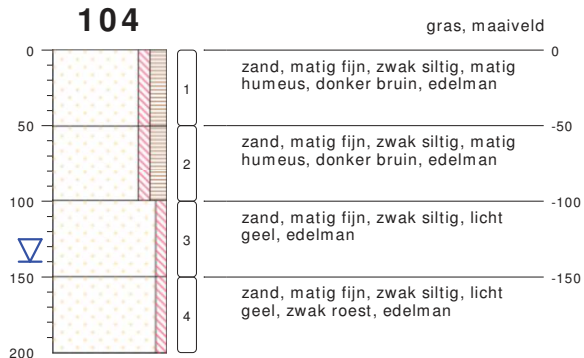 104
gras, maaiveld
0
0
zand, matig fijn, zwak siltig, matig
humeus, donker bruin, edelman
1
50
-50
zand, matig fijn, zwak siltig, matig
humeus, donker bruin, edelman
2
100
-100
zand, matig fijn, zwak siltig, licht
geel, edelman
3
150
-150
zand, matig fijn, zwak siltig, licht
geel, zwak roest, edelman
4
200